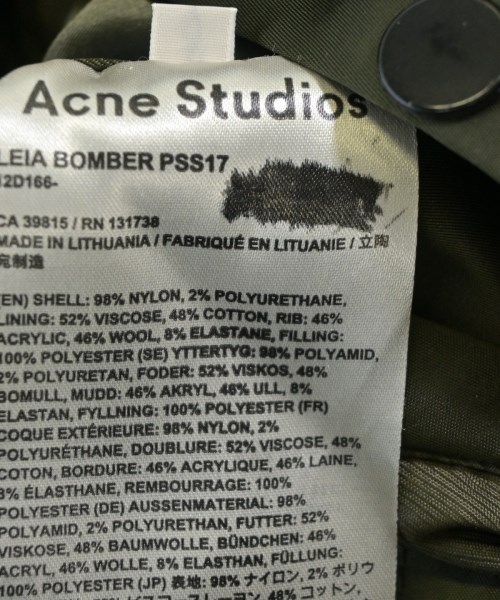 Acne Studios
LEIA BOMBER PSS17
12D166-
CA 39815 / RN 131738
MADE IN LITHUANIA / FABRIQUÉ EN LITUANIE / 立陶
宛制造
(EN) SHELL: 98% NYLON, 2% POLYURETHANE,
LINING: 52% VISCOSE, 48% COTTON, RIB: 46%
ACRYLIC, 46% WOOL, 8% ELASTANE, FILLING:
100% POLYESTER (SE) YTTERTYG: 98% POLYAMID,
2% POLYURETAN, FODER: 52% VISKOS, 48%
BOMULL, MUDD: 46% AKRYL, 46% ULL, 8%
ELASTAN, FYLLNING: 100% POLYESTER (FR)
COQUE EXTÉRIEURE: 98% NYLON, 2%
POLYURÉTHANE, DOUBLURE: 52% VISCOSE, 48%
COTON, BORDURE: 46% ACRYLIQUE, 46% LAINE,
8% ÉLASTHANE, REMBOURRAGE: 100%
POLYESTER (DE) AUSSENMATERIAL: 98%
POLYAMID, 2% POLYURETHAN, FUTTER: 52%
VISKOSE, 48% BAUMWOLLE, BÜNDCHEN: 46%
ACRYL, 46% WOLLE, 8% ELASTHAN, FÜLLUNG:
100% POLYESTER (JP) 表地: 98% ナイロン, 2% ポリウ
48% コットン,